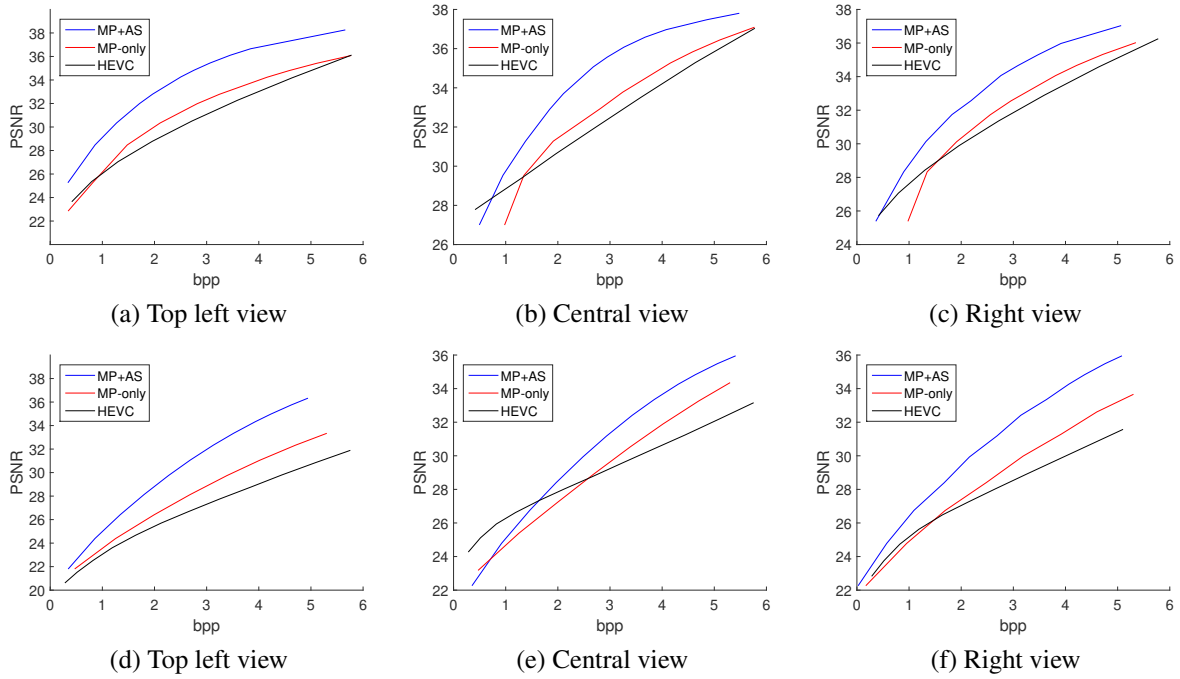 MP+AS
MP-only
HEVC
PSNR
38
36
34
32
30
28
26
24
22
0 1 2 3 4 5 6
bpp
(a) Top left view
MP+AS
MP-only
HEVC
PSNR
38
36
34
32
30
28
26
0 1 2 3 4 5 6
bpp
(b) Central view
MP+AS
MP-only
HEVC
PSNR
38
36
34
32
30
28
26
24
0 1 2 3 4 5 6
bpp
(c) Right view
MP+AS
MP-only
HEVC
PSNR
38
36
34
32
30
28
26
24
22
20
0 1 2 3 4 5 6
bpp
(d) Top left view
MP+AS
MP-only
HEVC
PSNR
36
34
32
30
28
26
24
22
0 1 2 3 4 5 6
bpp
(e) Central view
MP+AS
MP-only
HEVC
PSNR
36
34
32
30
28
26
24
22
0 1 2 3 4 5 6
bpp
(f) Right view